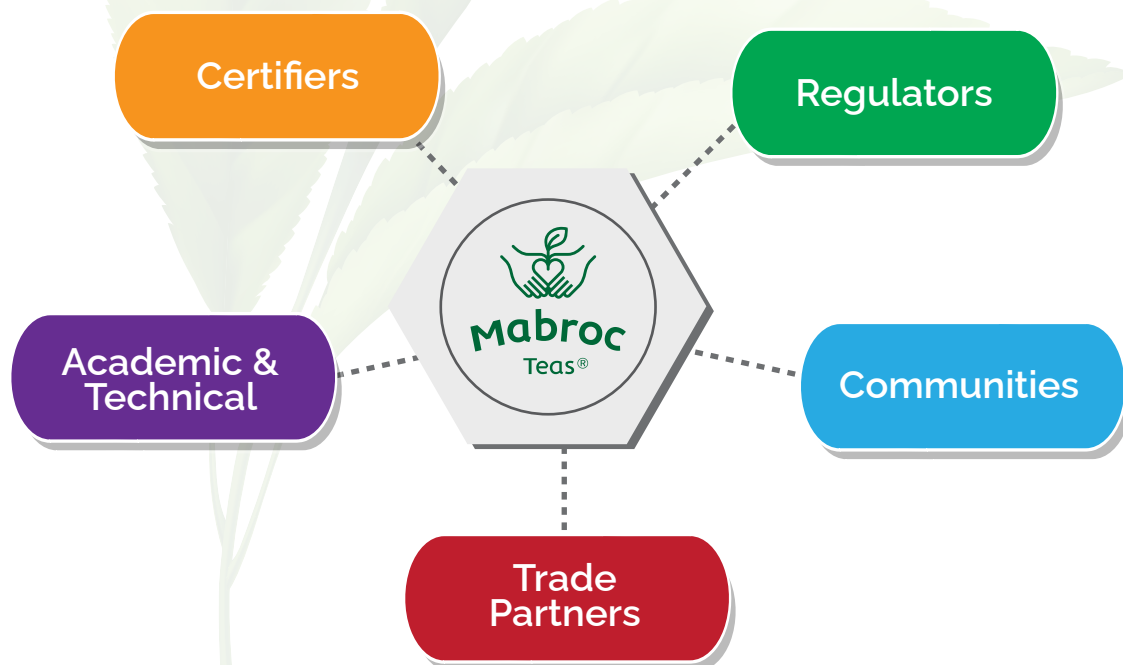 Certifiers
Regulators
Mabroc
Teas®
Academic &
Technical
Communities
Trade
Partners